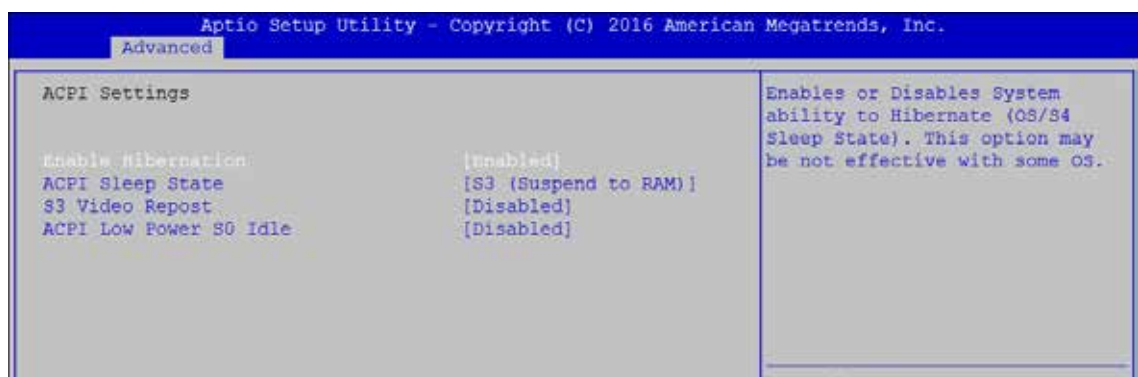 Aptio Setup Utility - Copyright (C) 2016 American Megatrends, Inc.
Advanced
ACPI Settings
Enable Hibernation [Enabled]
ACPI Sleep State [S3 (Suspend to RAM)]
S3 Video Repost [Disabled]
ACPI Low Power S0 Idle [Disabled]
Enables or Disables System
ability to Hibernate (OS/S4
Sleep State). This option may
be not effective with some OS.